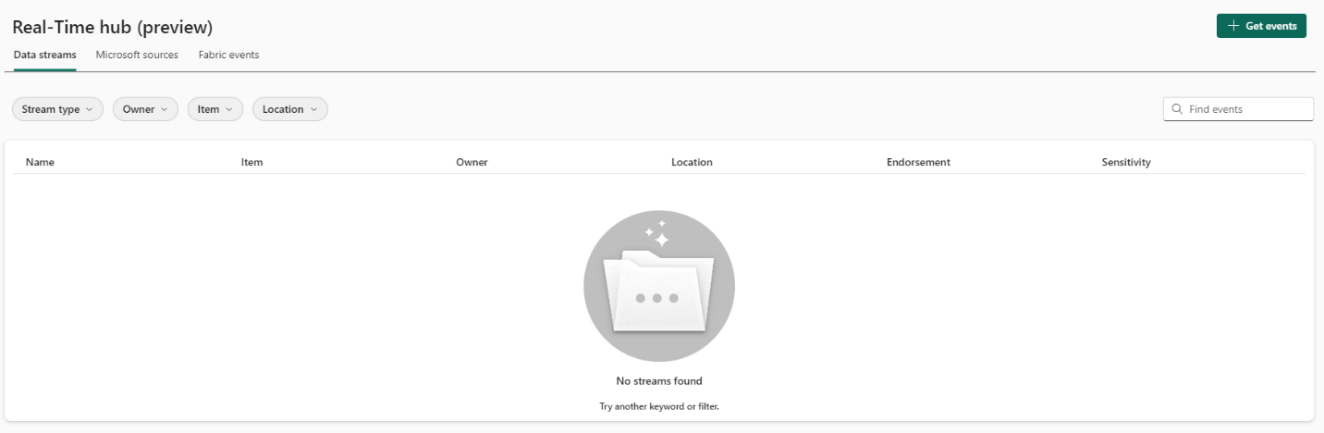 Real-Time hub (preview)
Get events
Data streams Microsoft sources Fabric events
Stream type Owner Item Location
Find events
Name Item Owner Location Endorsement Sensitivity
No streams found
Try another keyword or filter.